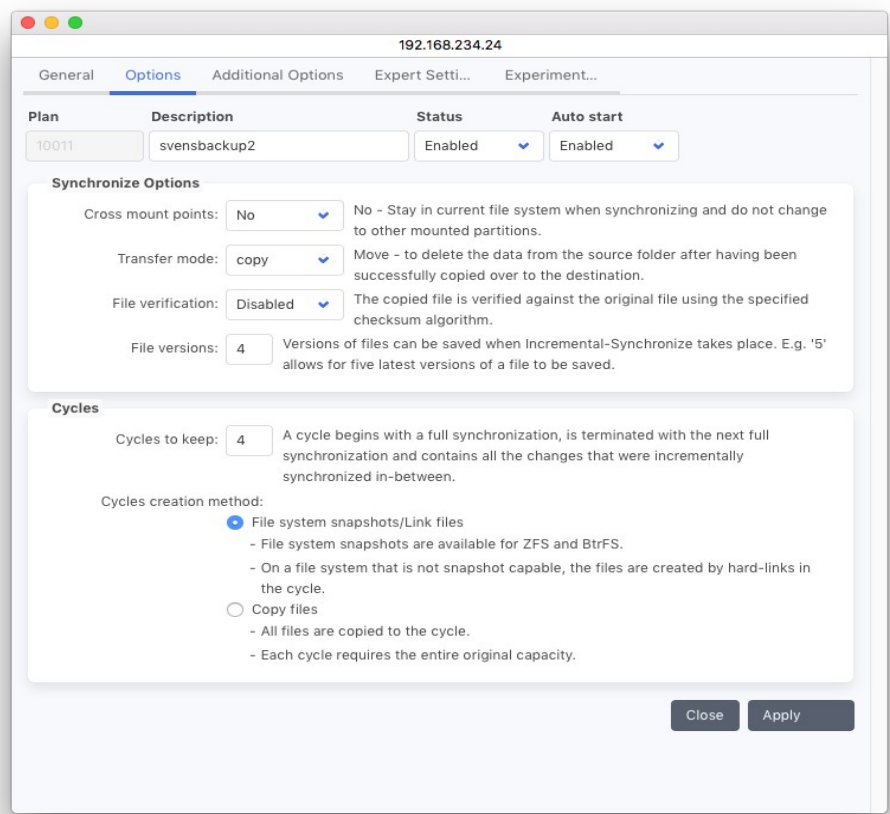 192.168.234.24
General Options Additional Options Expert Setti... Experiment...
Plan Description Status Auto start
10011 svensbackup2 Enabled Enabled
Synchronize Options
Cross mount points: No No - Stay in current file system when synchronizing and do not change
to other mounted partitions.
Transfer mode: copy Move - to delete the data from the source folder after having been
successfully copied over to the destination.
File verification: Disabled The copied file is verified against the original file using the specified
checksum algorithm.
File versions: 4 Versions of files can be saved when Incremental-Synchronize takes place. E.g. '5'
allows for five latest versions of a file to be saved.
Cycles
Cycles to keep: 4 A cycle begins with a full synchronization, is terminated with the next full
synchronization and contains all the changes that were incrementally
synchronized in-between.
Cycles creation method:
File system snapshots/Link files
- File system snapshots are available for ZFS and BtrFS.
- On a file system that is not snapshot capable, the files are created by hard-links in
the cycle.
Copy files
- All files are copied to the cycle.
- Each cycle requires the entire original capacity.
Close Apply